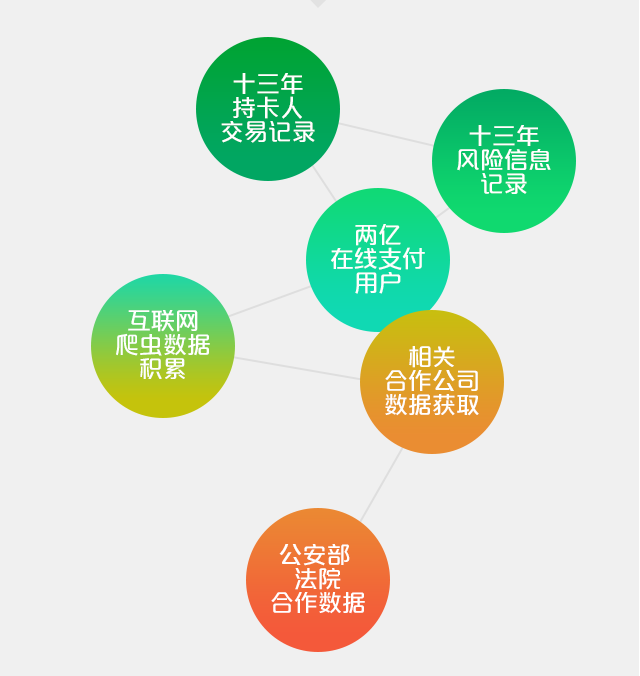 十三年
持卡人
交易记录
十三年
风险信息
记录
两亿
在线支付
用户
互联网
爬虫数据
积累
相关
合作公司
数据获取
公安部
法院
合作数据